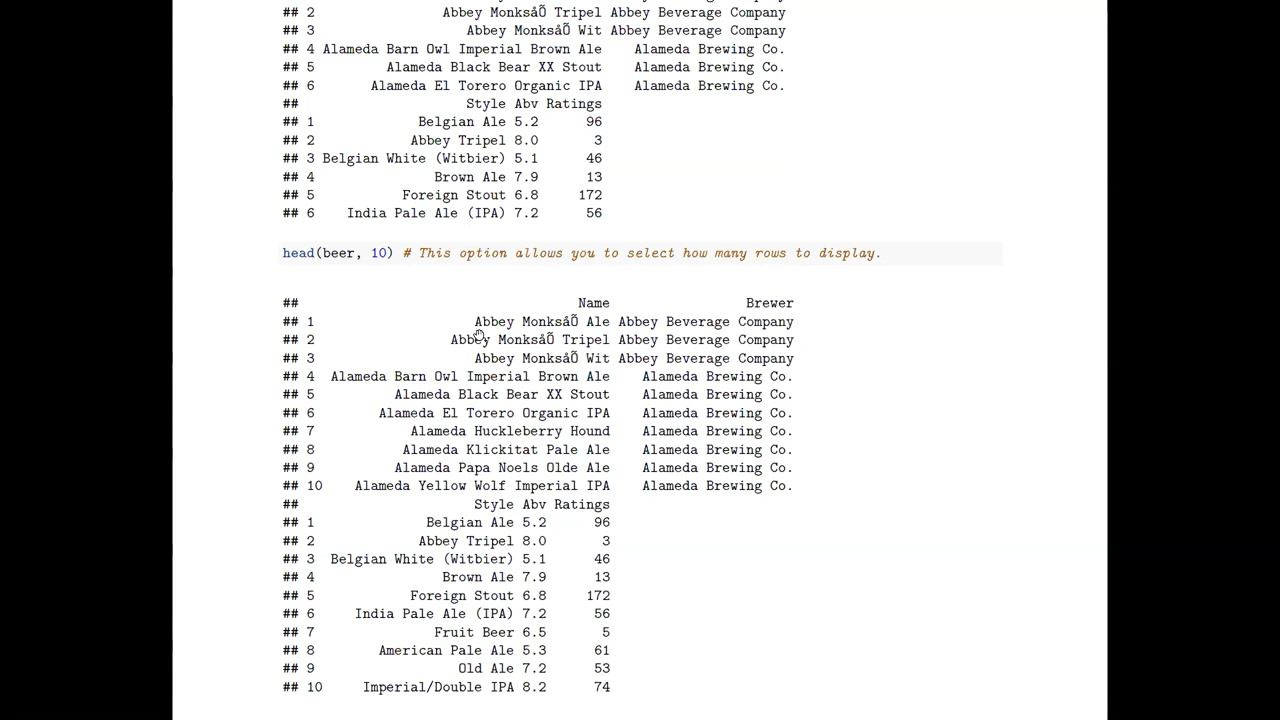 ## 2                Abbey MonksåÕ Tripel Abbey Beverage Company
## 3                   Abbey Monksåÿ Wit Abbey Beverage Company
## 4 Alameda Barn Owl Imperial Brown Ale   Alameda Brewing Co.
## 5         Alameda Black Bear XX Stout   Alameda Brewing Co.
## 6       Alameda El Torero Organic IPA   Alameda Brewing Co.
##                   Style Abv Ratings
## 1            Belgian Ale 5.2      96
## 2           Abbey Tripel 8.0       3
## 3 Belgian White (Witbier) 5.1      46
## 4              Brown Ale 7.9      13
## 5          Foreign Stout 6.8     172
## 6   India Pale Ale (IPA) 7.2      56
head(beer, 10) # This option allows you to select how many rows to display.
##                                 Name                Brewer
## 1                   Abbey MonksåÕ Ale Abbey Beverage Company
## 2                Abbey MonksåÕ Tripel Abbey Beverage Company
## 3                   Abbey MonksåÕ Wit Abbey Beverage Company
## 4  Alameda Barn Owl Imperial Brown Ale   Alameda Brewing Co.
## 5          Alameda Black Bear XX Stout   Alameda Brewing Co.
## 6        Alameda El Torero Organic IPA   Alameda Brewing Co.
## 7            Alameda Huckleberry Hound   Alameda Brewing Co.
## 8           Alameda Klickitat Pale Ale   Alameda Brewing Co.
## 9          Alameda Papa Noels Olde Ale   Alameda Brewing Co.
## 10    Alameda Yellow Wolf Imperial IPA   Alameda Brewing Co.
##                   Style Abv Ratings
## 1             Belgian Ale 5.2      96
## 2            Abbey Tripel 8.0       3
## 3  Belgian White (Witbier) 5.1      46
## 4               Brown Ale 7.9      13
## 5           Foreign Stout 6.8     172
## 6    India Pale Ale (IPA) 7.2      56
## 7              Fruit Beer 6.5       5
## 8       American Pale Ale 5.3      61
## 9                 Old Ale 7.2      53
## 10    Imperial/Double IPA 8.2      74